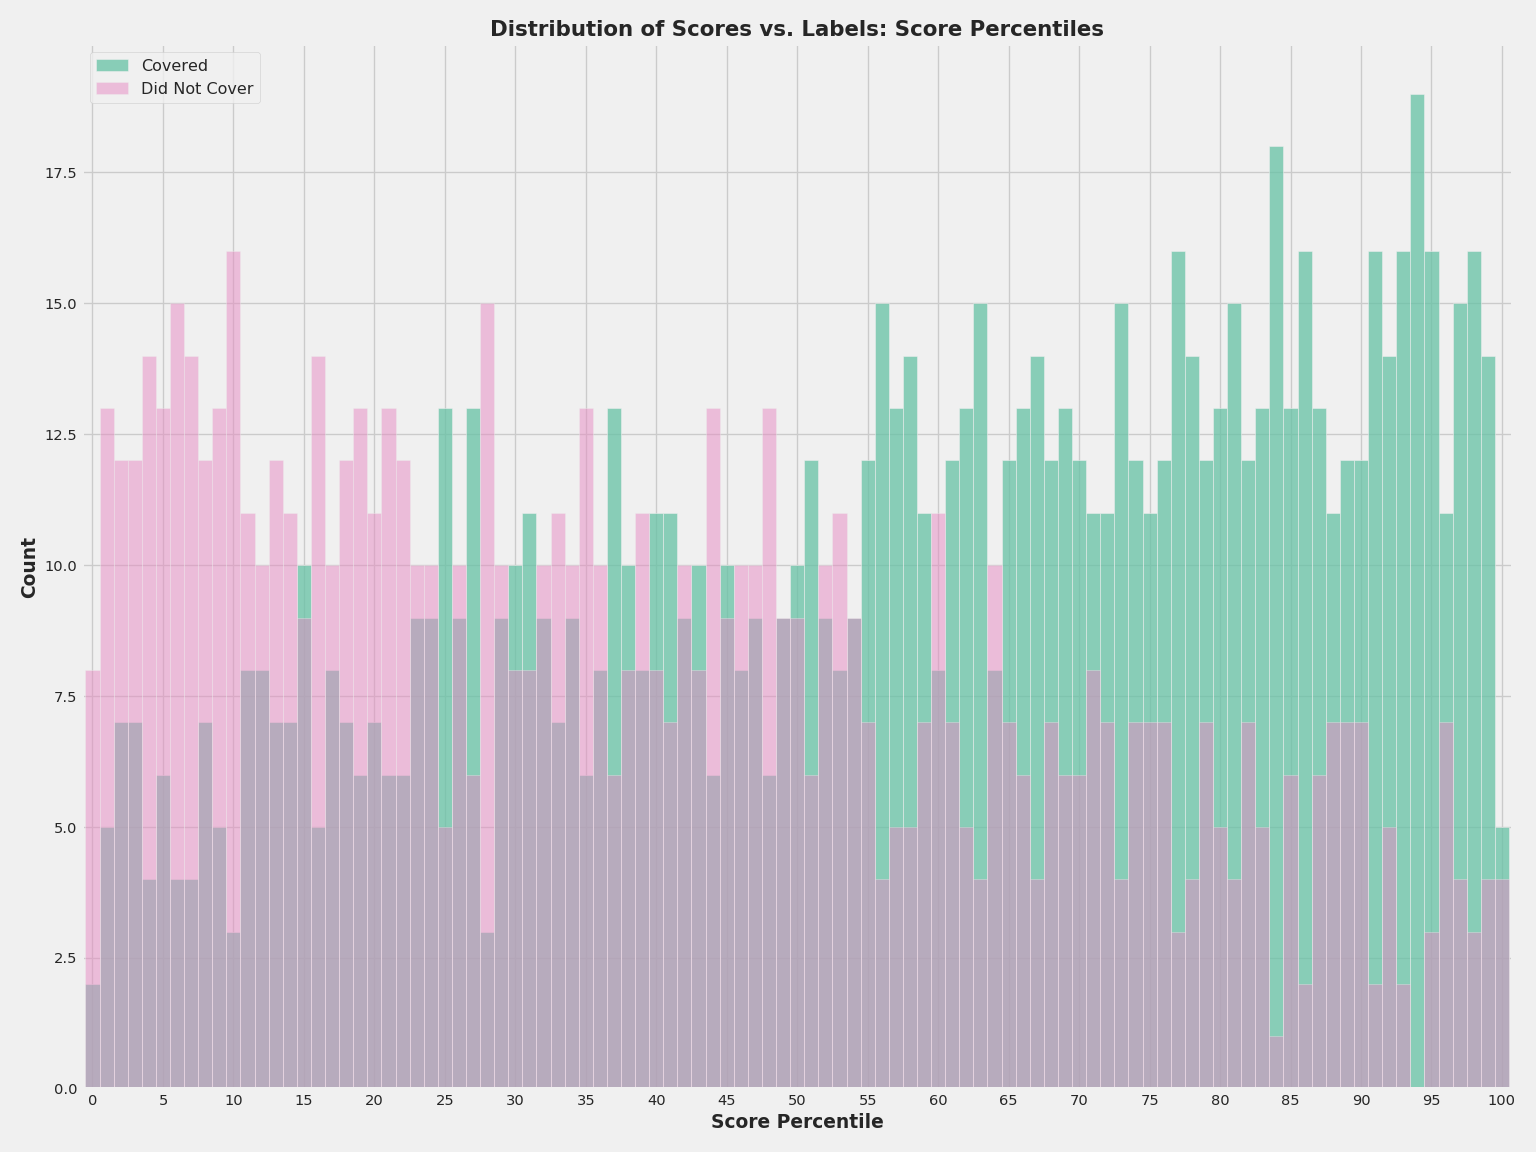 Distribution of Scores vs. Labels: Score Percentiles
Covered
Did Not Cover
17.5
15.0
12.5
10.0
7.5
5.0
2.5
0.0
Count
0 5 10 15 20 25 30 35 40 45 50 55 60 65 70 75 80 85 90 95 100
Score Percentile